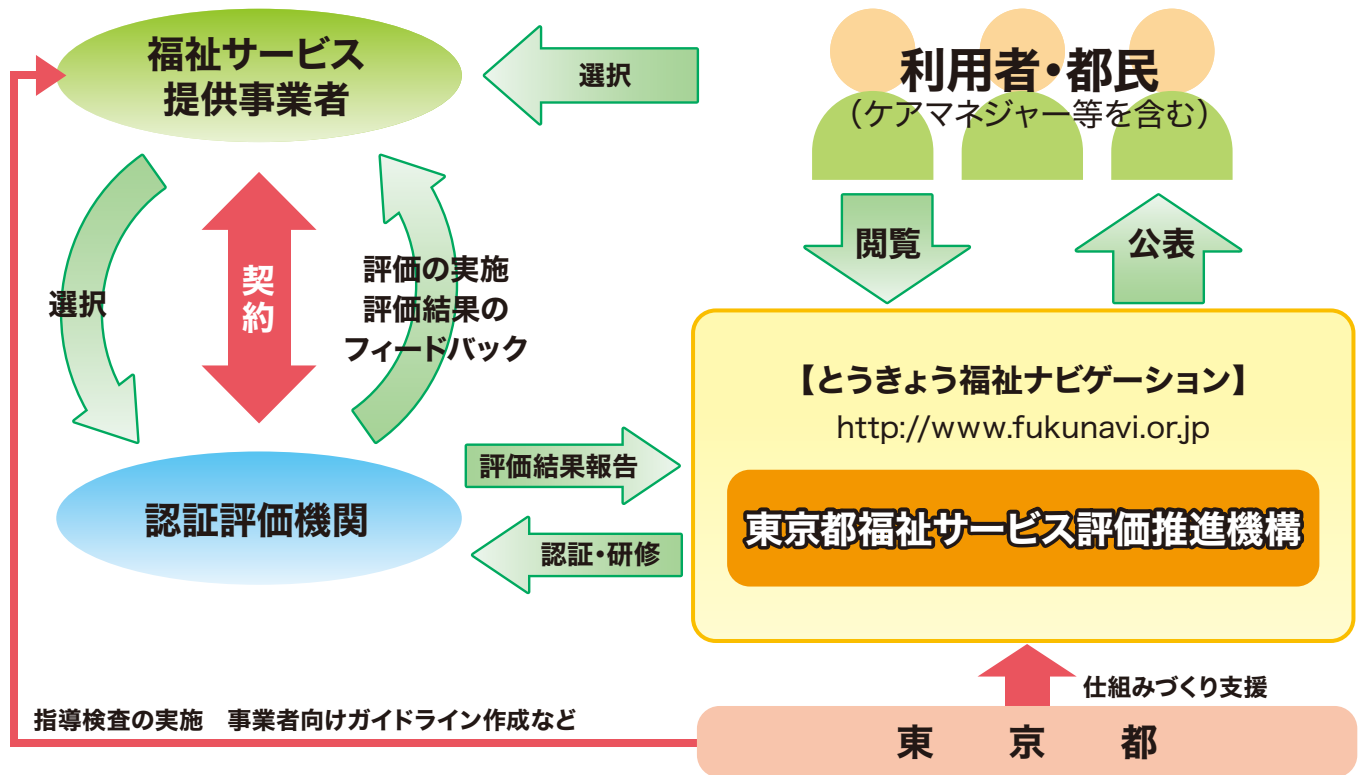 福祉サービス
提供事業者
選択
利用者・都民
（ケアマネジャー等を含む）
閲覧
公表
選択
契約
評価の実施
評価結果の
フィードバック
【とうきょう福祉ナビゲーション】
http://www.fukunavi.or.jp
東京都福祉サービス評価推進機構
評価結果報告
認証・研修
認証評価機関
仕組みづくり支援
指導検査の実施　事業者向けガイドライン作成など
東　京　都